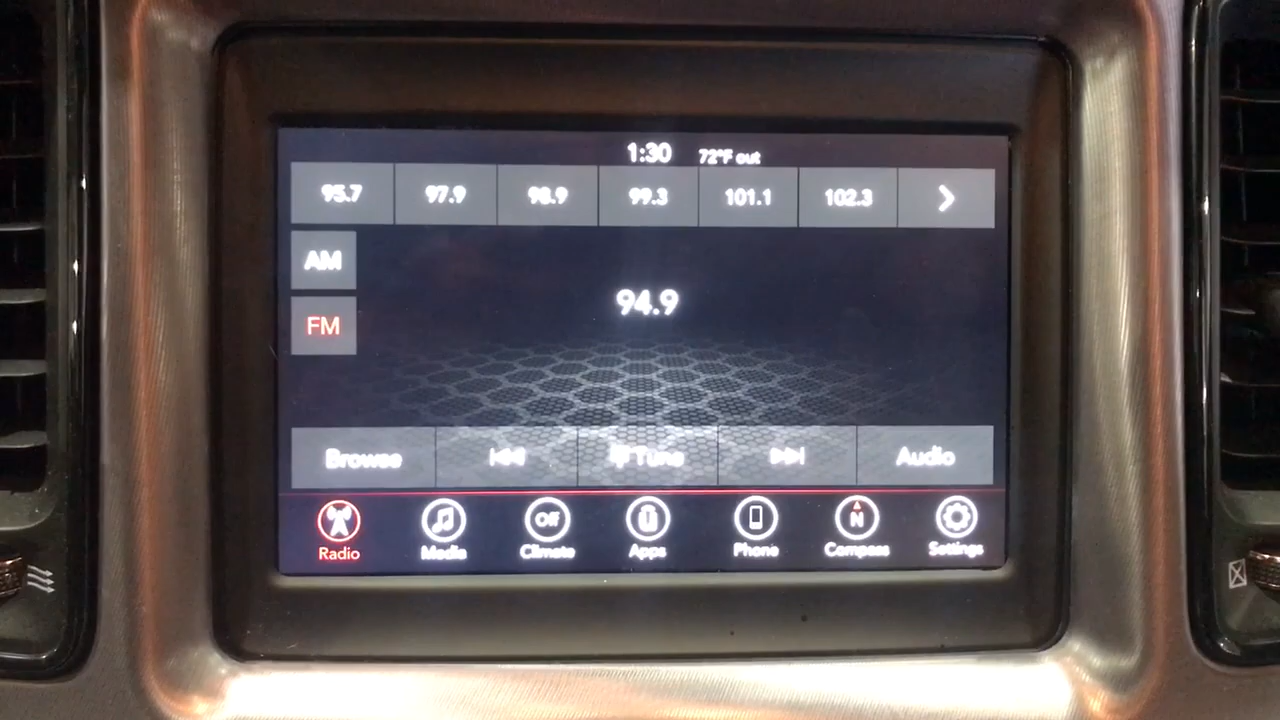 1:30 72°F out
95.7 97.9 98.9 99.3 101.1 102.3
AM
94.9
FM
Browse Tune Audio
Off N
Radio Media Climate Apps Phone Compass Settings